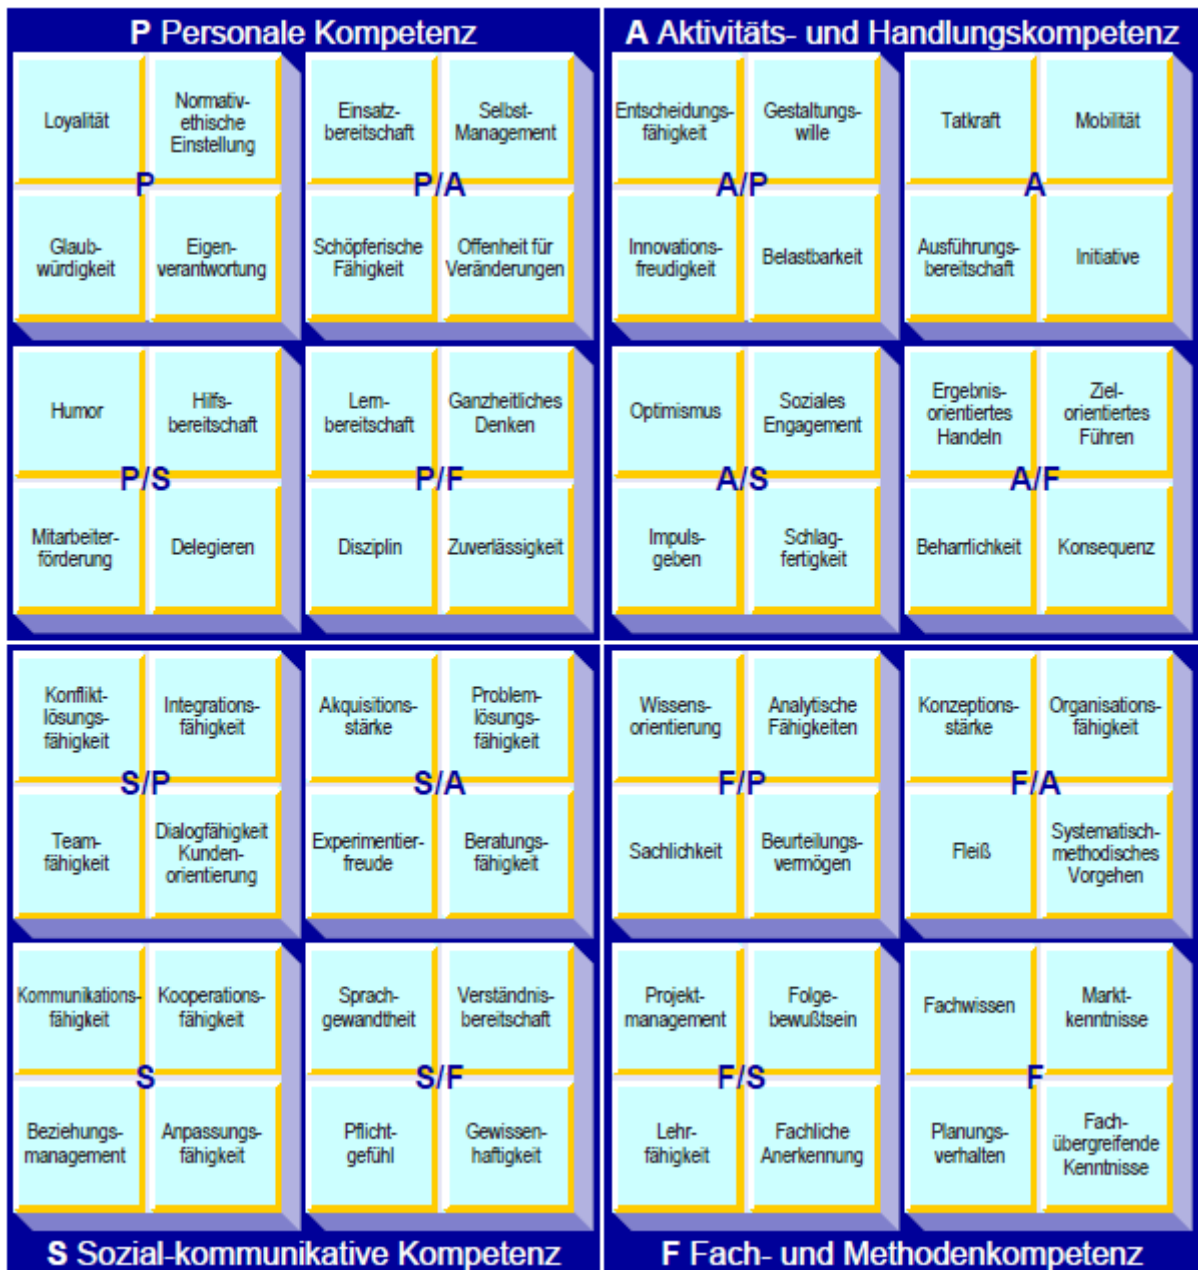 P Personale Kompetenz
Loyalität
Normativ-
ethische
Einstellung
P
Glaub-
würdigkeit
Eigen-
verantwortung
Einsatz-
bereitschaft
Selbst-
Management
P/A
Schöpferische
Fähigkeit
Offenheit für
Veränderungen
Humor
Hilfs-
bereitschaft
P/S
Mitarbeiter-
förderung
Delegieren
Lern-
bereitschaft
Ganzheitliches
Denken
P/F
Disziplin
Zuverlässigkeit
A Aktivitäts- und Handlungskompetenz
Entscheidungs-
fähigkeit
Gestaltungs-
wille
A/P
Innovations-
freudigkeit
Belastbarkeit
Tatkraft
Mobilität
A
Ausführungs-
bereitschaft
Initiative
Optimismus
Soziales
Engagement
A/S
Impuls-
geben
Schlag-
fertigkeit
Ergebnis-
orientiertes
Handeln
Ziel-
orientiertes
Führen
A/F
Beharrlichkeit
Konsequenz
Konflikt-
lösungs-
fähigkeit
Integrations-
fähigkeit
S/P
Team-
fähigkeit
Dialogfähigkeit
Kunden-
orientierung
Akquisitions-
stärke
Problem-
lösungs-
fähigkeit
S/A
Experimentier-
freude
Beratungs-
fähigkeit
Kommunikations-
fähigkeit
Kooperations-
fähigkeit
S
Beziehungs-
management
Anpassungs-
fähigkeit
Sprach-
gewandtheit
Verständnis-
bereitschaft
S/F
Pflicht-
gefühl
Gewissen-
haftigkeit
S Sozial-kommunikative Kompetenz
Wissens-
orientierung
Analytische
Fähigkeiten
F/P
Sachlichkeit
Beurteilungs-
vermögen
Konzeptions-
stärke
Organisations-
fähigkeit
F/A
Fleiß
Systematisch-
methodisches
Vorgehen
Projekt-
management
Folge-
bewußtsein
F/S
Lehr-
fähigkeit
Fachliche
Anerkennung
Fachwissen
Markt-
kenntnisse
F
Planungs-
verhalten
Fach-
übergreifende
Kenntnisse
F Fach- und Methodenkompetenz